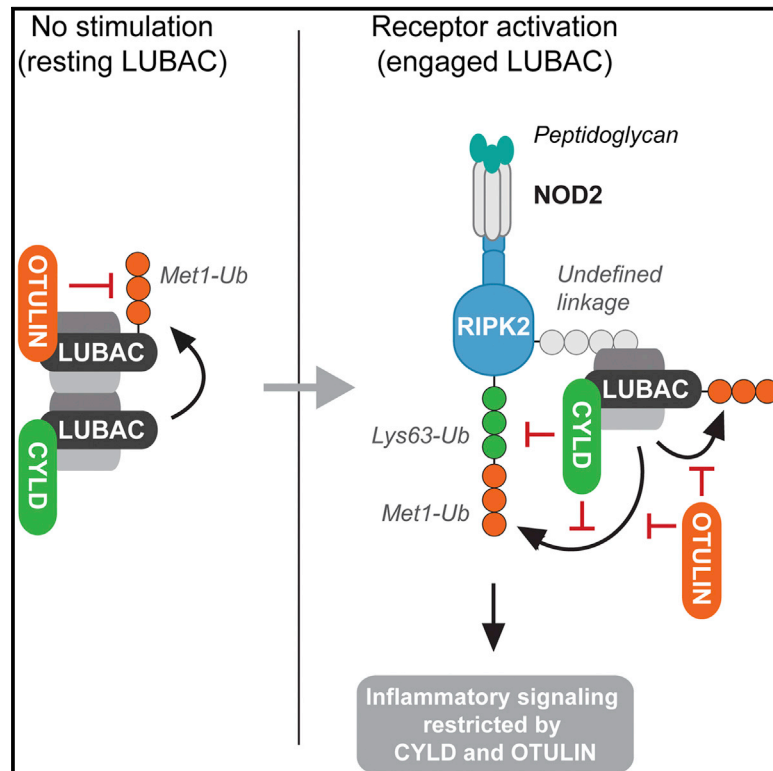 No stimulation
(resting LUBAC)
OTULIN
Met1-Ub
LUBAC
LUBAC
CYLD
Receptor activation
(engaged LUBAC)
Peptidoglycan
NOD2
Undefined
linkage
RIPK2
LUBAC
CYLD
Lys63-Ub
Met1-Ub
OTULIN
Inflammatory signaling
restricted by
CYLD and OTULIN